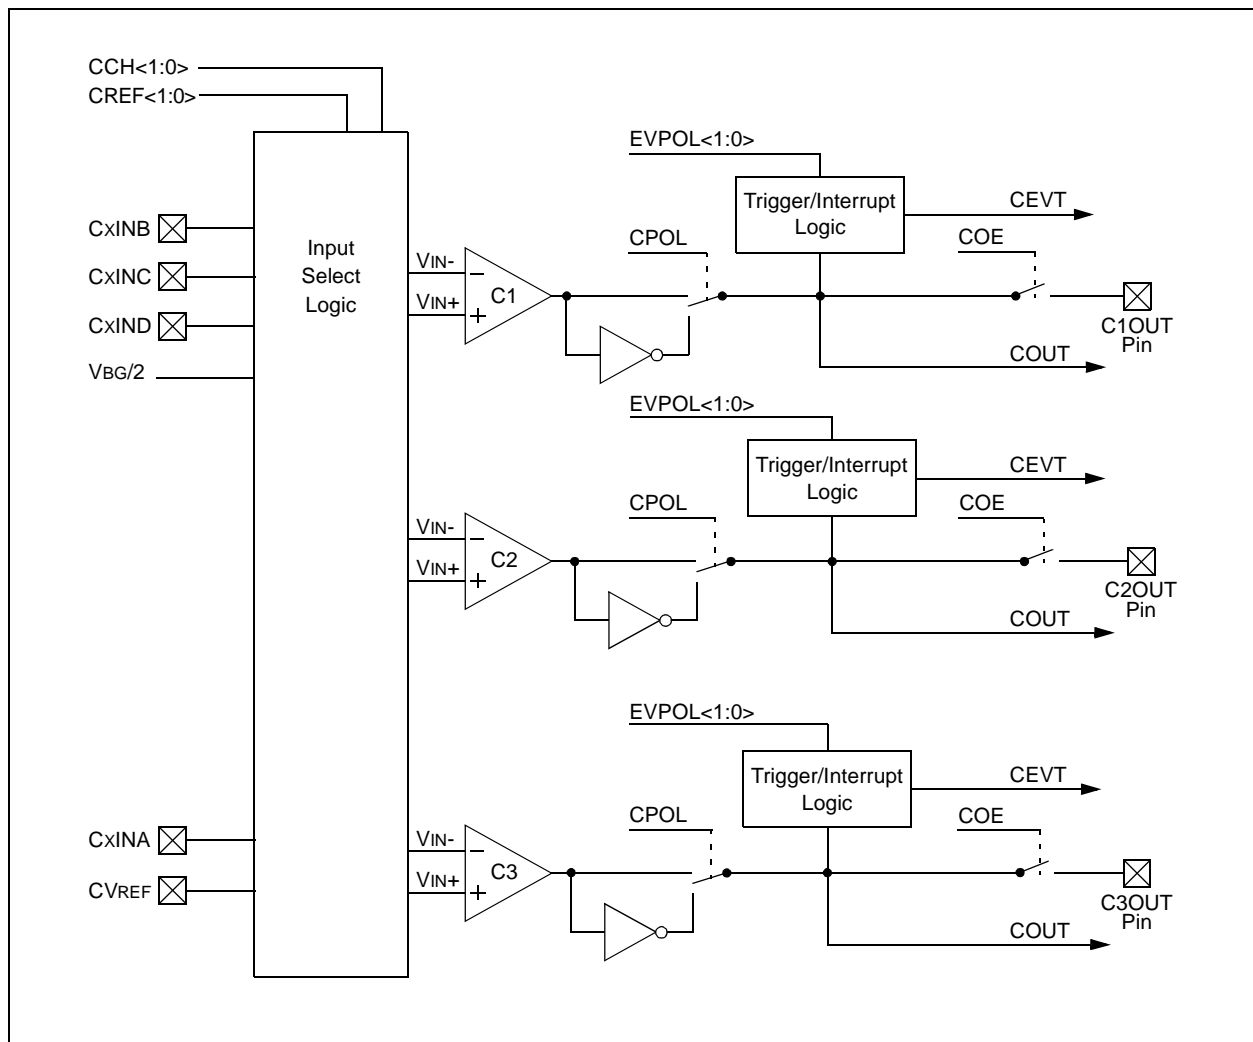 CCH<1:0>
CREF<1:0>
CXINB
CXINC
CXIND
VBG/2
CXINA
CVREF
Input
Select
Logic
EVPOL<1:0>
Trigger/Interrupt
Logic
CEVT
CPOL
COE
VIN-
VIN+
C1
C1OUT
Pin
COUT
EVPOL<1:0>
Trigger/Interrupt
Logic
CEVT
CPOL
COE
VIN-
VIN+
C2
C2OUT
Pin
COUT
EVPOL<1:0>
Trigger/Interrupt
Logic
CEVT
CPOL
COE
VIN-
VIN+
C3
C3OUT
Pin
COUT